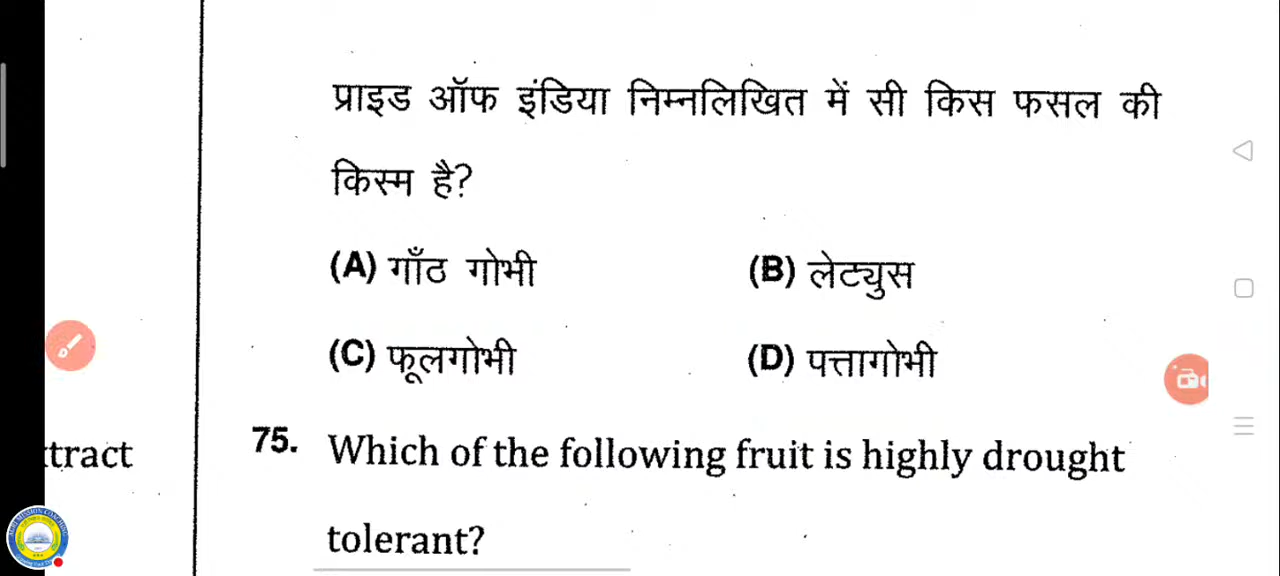 प्राइड ऑफ इंडिया निम्नलिखित में सी किस फसल की
किस्म है?
(A) गाँठ गोभी (B) लेट्युस
(C) फूलगोभी (D) पत्तागोभी
tract
75. Which of the following fruit is highly drought
tolerant?